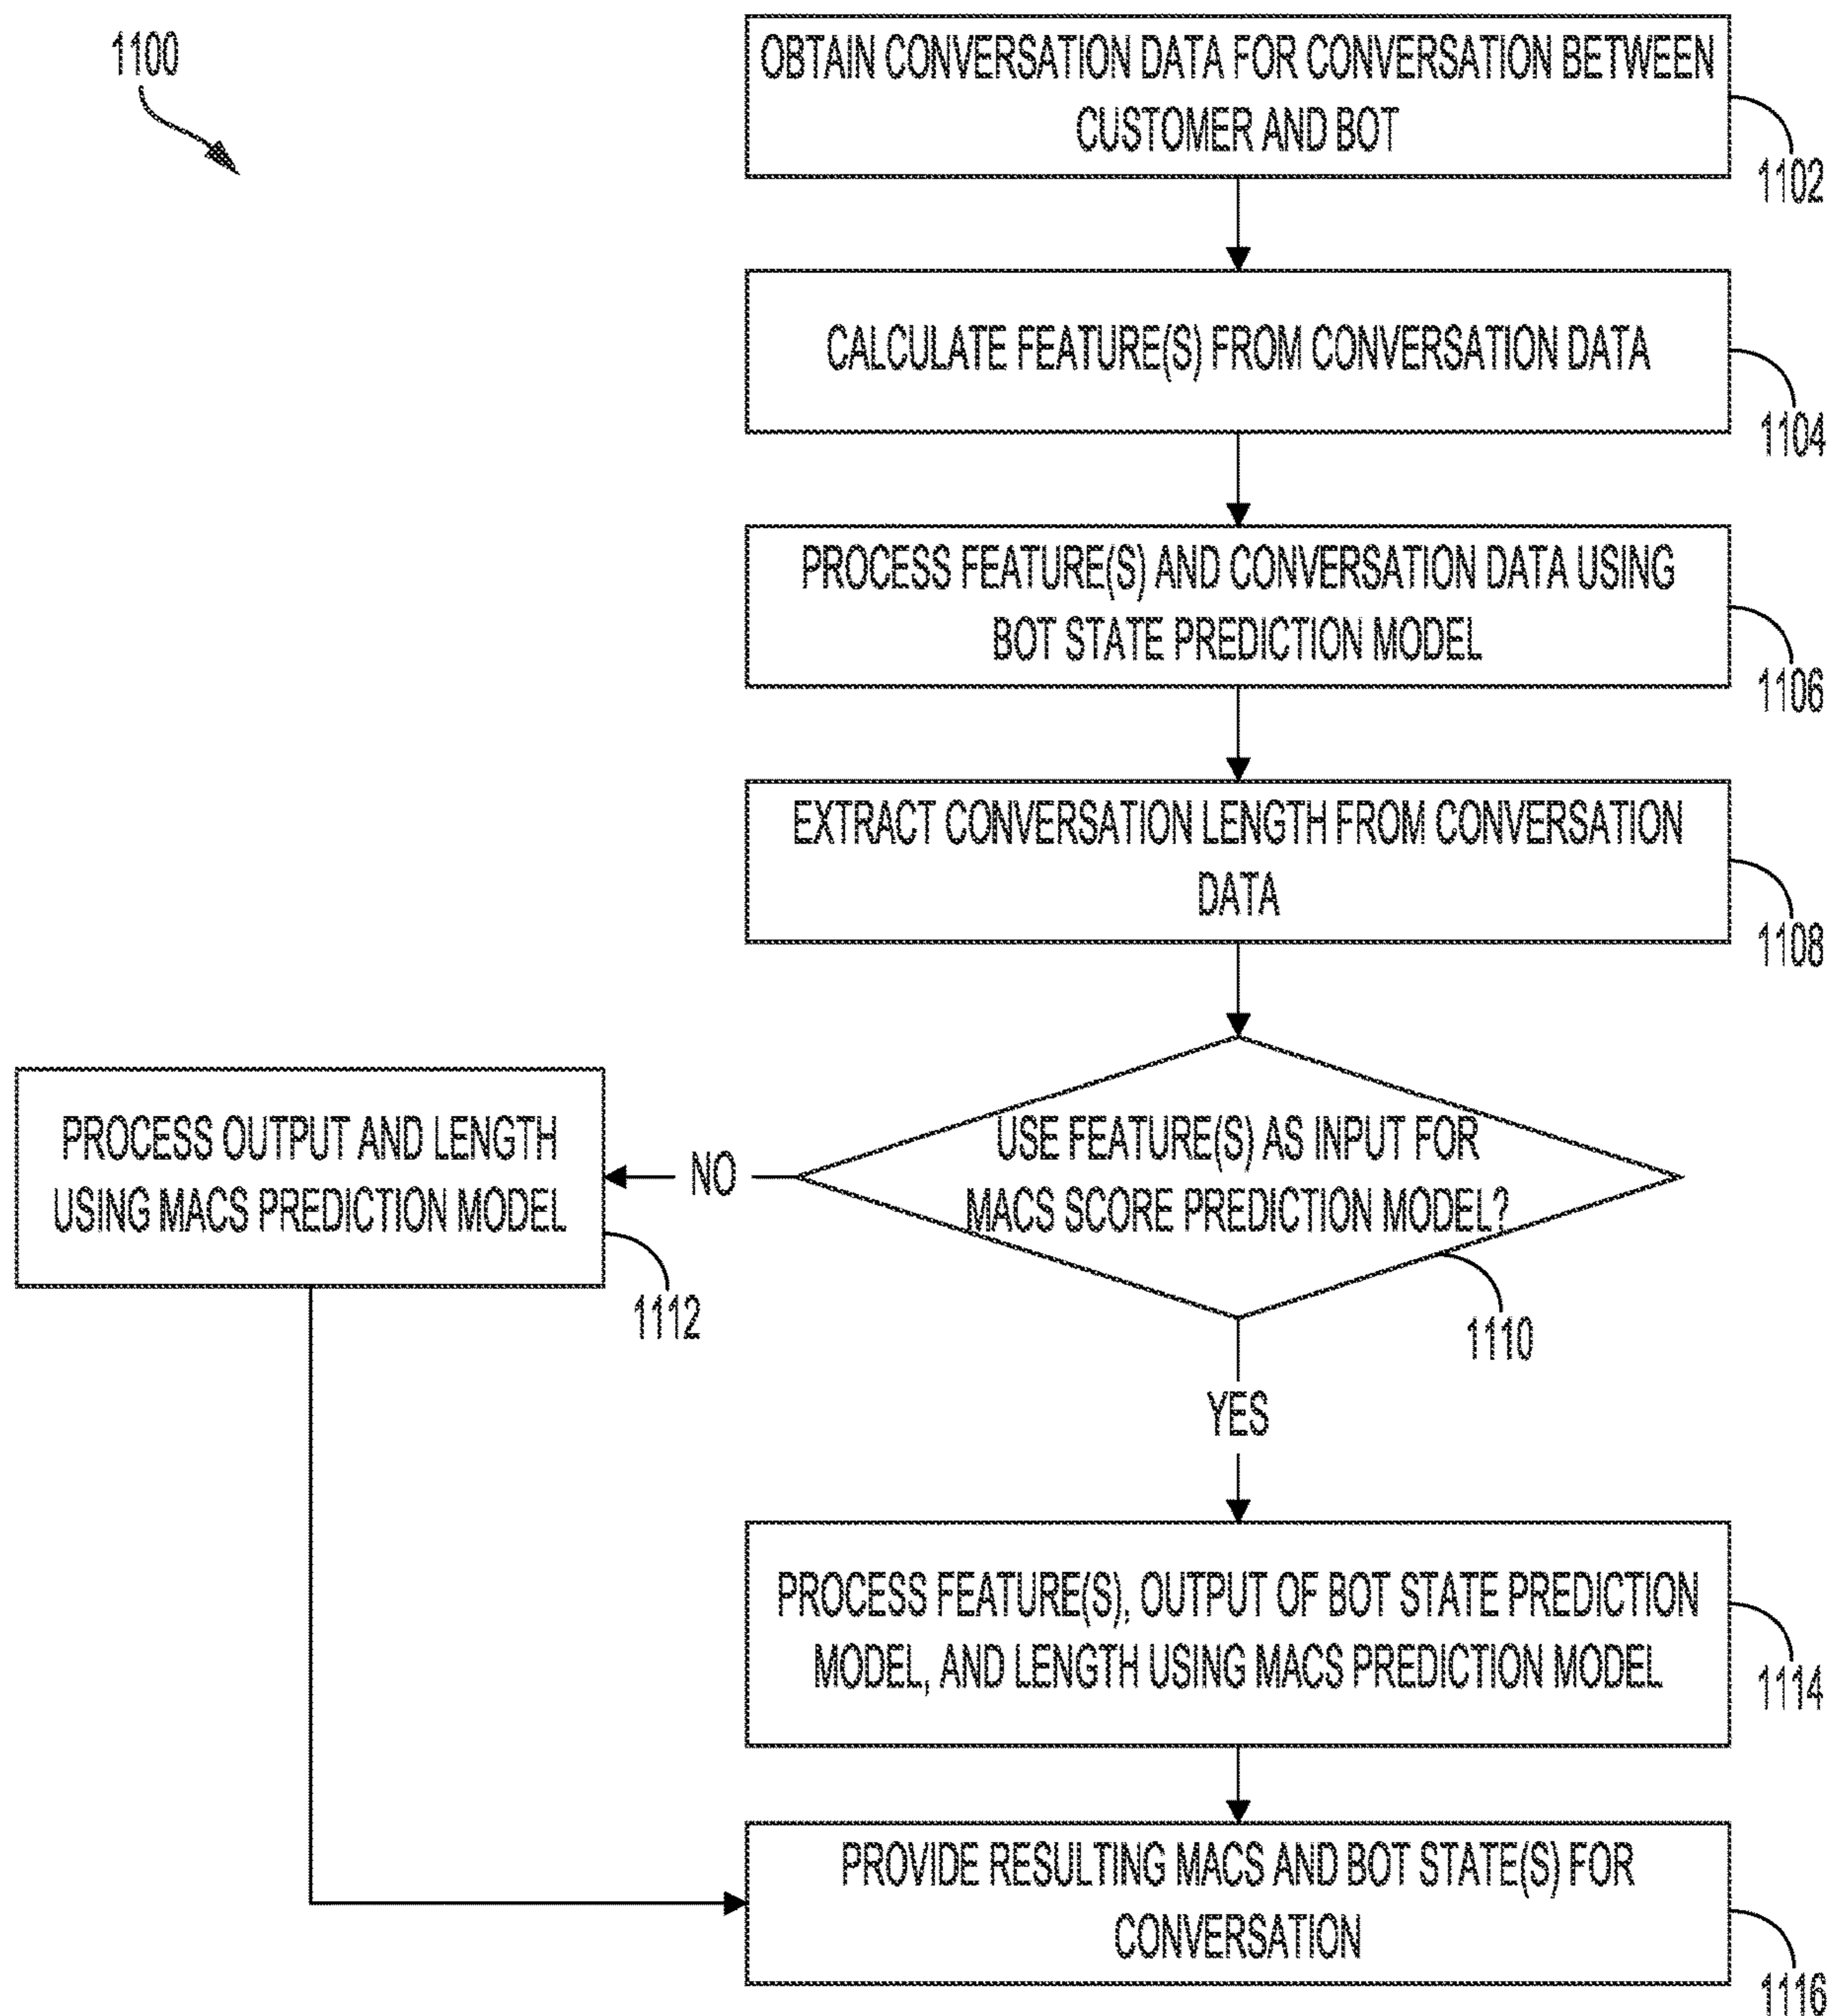 1100
OBTAIN CONVERSATION DATA FOR CONVERSATION BETWEEN
CUSTOMER AND BOT
1102
CALCULATE FEATURE(S) FROM CONVERSATION DATA
1104
PROCESS FEATURE(S) AND CONVERSATION DATA USING
BOT STATE PREDICTION MODEL
1106
EXTRACT CONVERSATION LENGTH FROM CONVERSATION
DATA
1108
USE FEATURE(S) AS INPUT FOR
MACS SCORE PREDICTION MODEL?
1110
NO
PROCESS OUTPUT AND LENGTH
USING MACS PREDICTION MODEL
1112
YES
PROCESS FEATURE(S), OUTPUT OF BOT STATE PREDICTION
MODEL, AND LENGTH USING MACS PREDICTION MODEL
1114
PROVIDE RESULTING MACS AND BOT STATE(S) FOR
CONVERSATION
1116